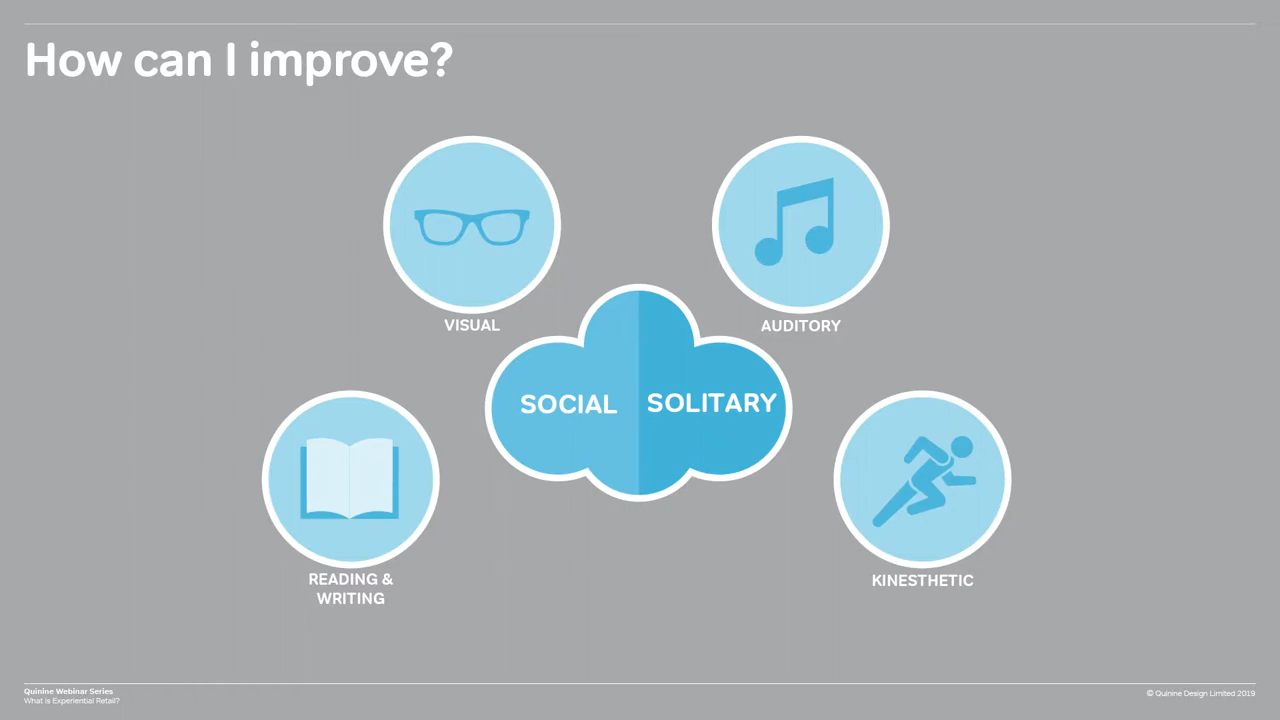 How can I improve?
VISUAL
AUDITORY
SOCIAL
SOLITARY
READING &
WRITING
KINESTHETIC
Quinine Webinar Series
What is Experiential Retail?
© Quinine Design Limited 2019